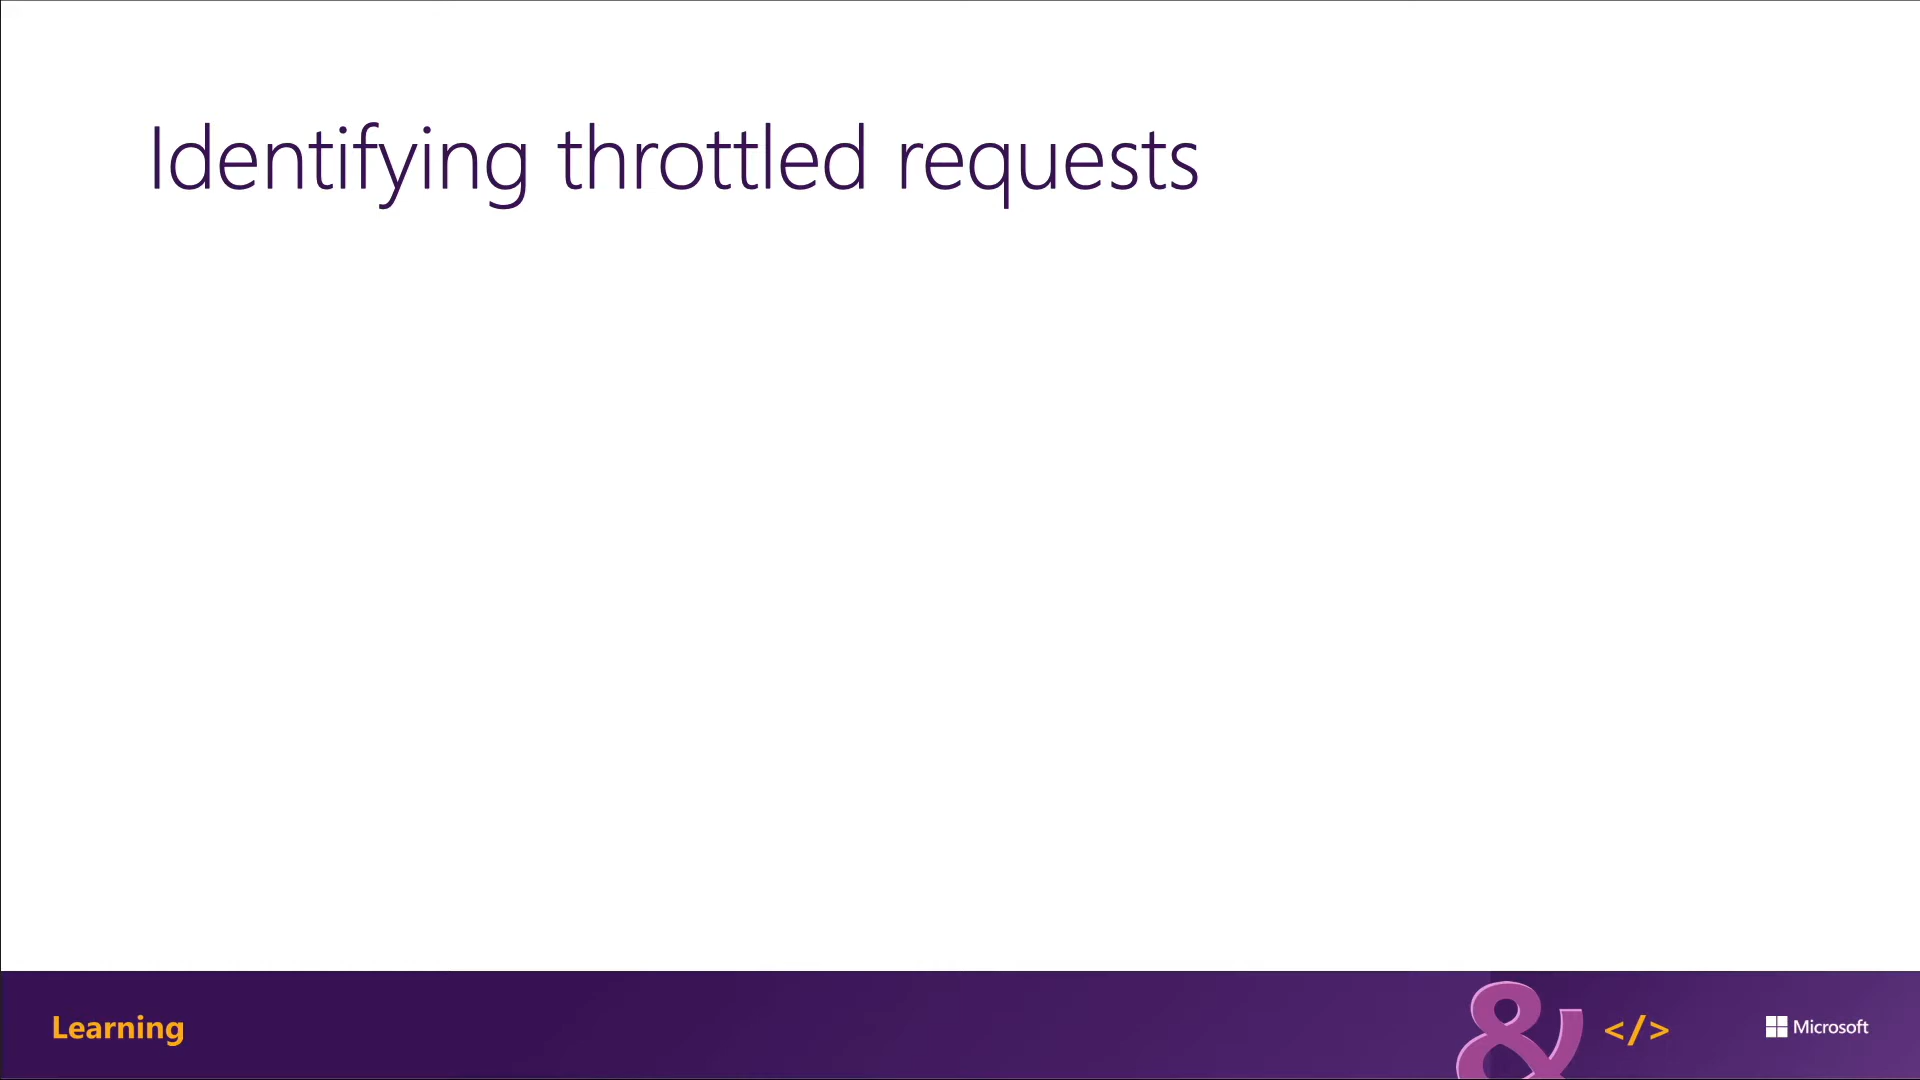 Identifying throttled requests
Learning
&
</>
Microsoft